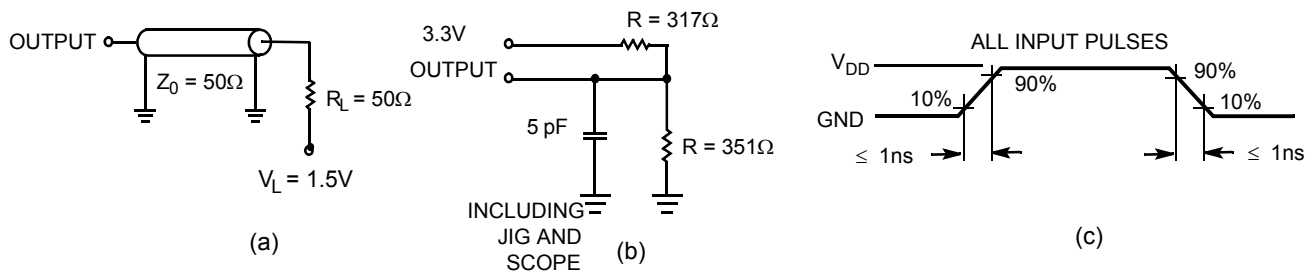 OUTPUT
Z0 = 50Ω
RL = 50Ω
VL = 1.5V
(a)
R = 317Ω
3.3V
OUTPUT
5 pF
R = 351Ω
INCLUDING
JIG AND
SCOPE
(b)
ALL INPUT PULSES
VDD
90%
90%
10%
10%
GND
≤ 1ns
≤ 1ns
(c)